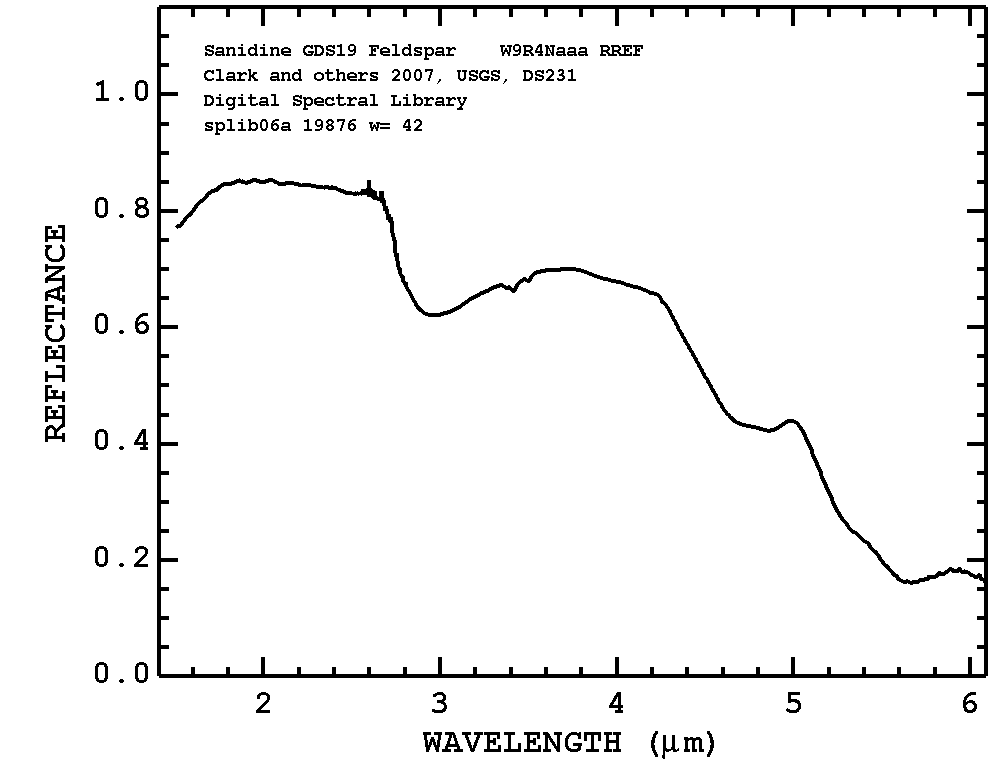 Sanidine GDS19 Feldspar    W9R4Naaa RREF
Clark and others 2007, USGS, DS231
Digital Spectral Library
splib06a 19876 w= 42
1.0
0.8
0.6
0.4
0.2
0.0
REFLECTANCE
2 3 4 5 6
WAVELENGTH (μm)